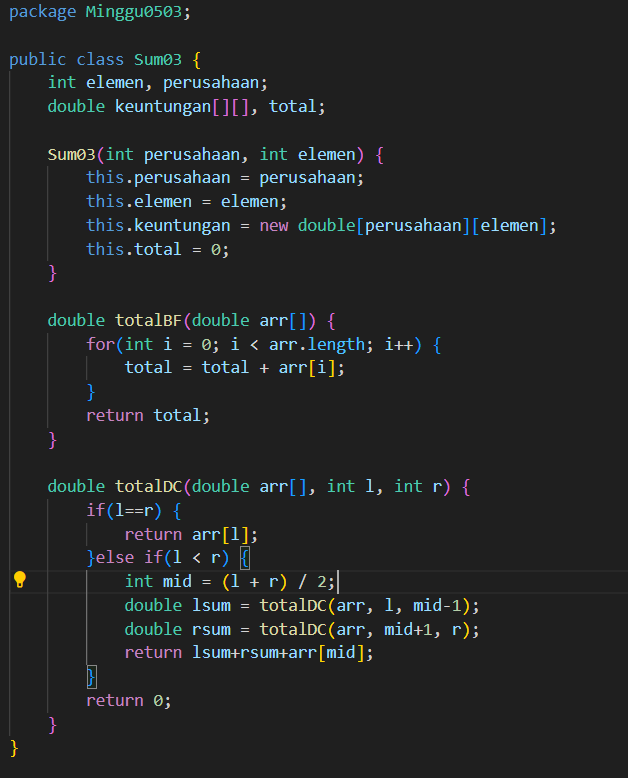 package Minggu0503;
public class Sum03 {
int elemen, perusahaan;
double keuntungan[][], total;
Sum03(int perusahaan, int elemen) {
this.perusahaan = perusahaan;
this.elemen = elemen;
this.keuntungan = new double[perusahaan][elemen];
this.total = 0;
}
double totalBF(double arr[]) {
for(int i = 0; i < arr.length; i++) {
total = total + arr[i];
}
return total;
}
double totalDC(double arr[], int l, int r) {
if(l==r) {
return arr[l];
}else if(l < r) {
int mid = (l + r) / 2;
double lsum = totalDC(arr, l, mid-1);
double rsum = totalDC(arr, mid+1, r);
return lsum+rsum+arr[mid];
}
return 0;
}
}